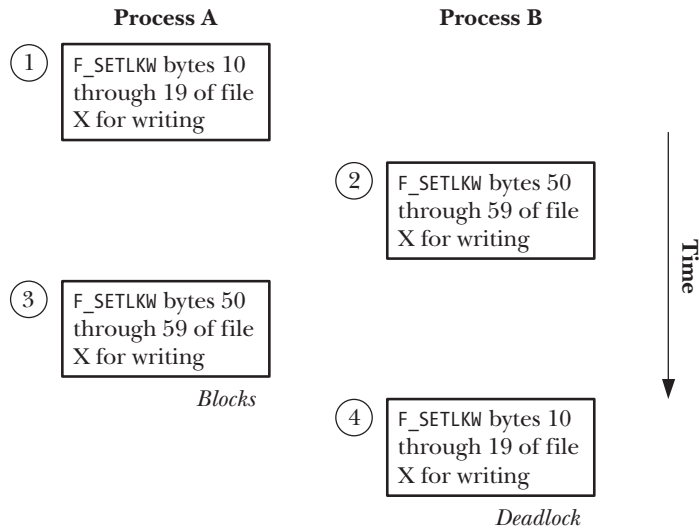 Process A
Process B
1
F_SETLKW bytes 10
through 19 of file
X for writing
2
F_SETLKW bytes 50
through 59 of file
X for writing
Time
3
F_SETLKW bytes 50
through 59 of file
X for writing
Blocks
4
F_SETLKW bytes 10
through 19 of file
X for writing
Deadlock